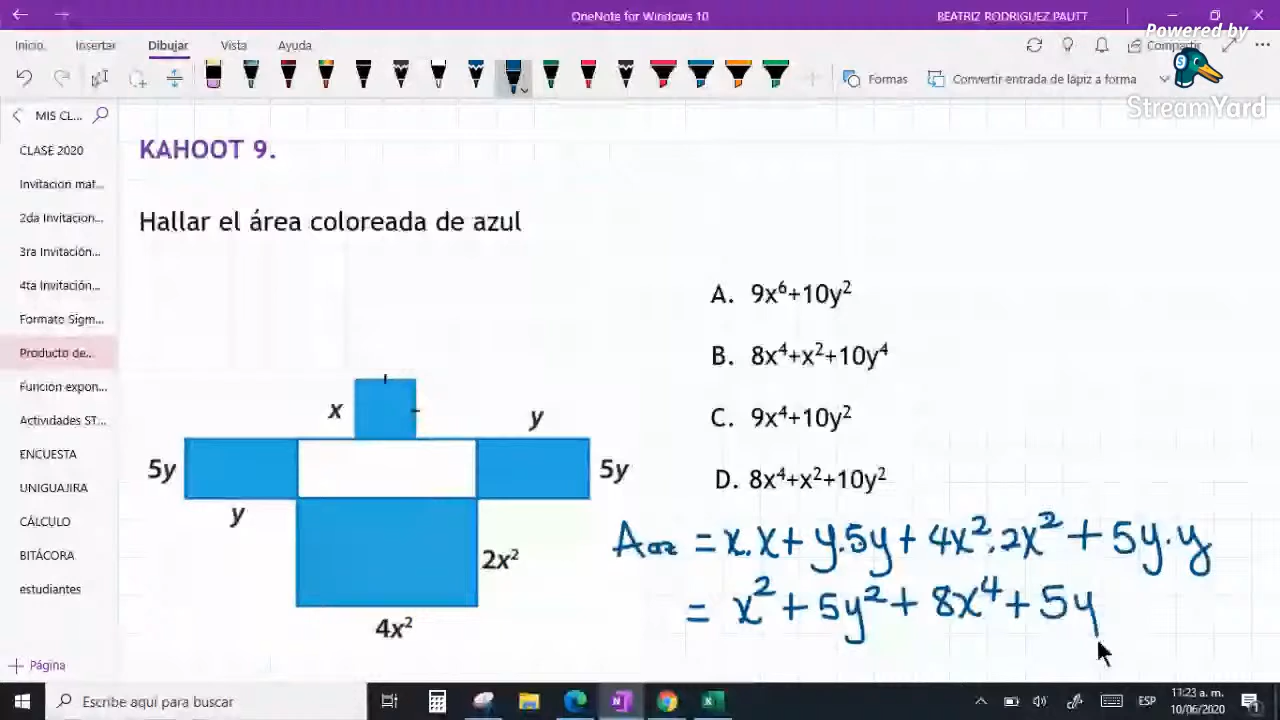 OneNote for Windows 10
BEATRIZ RODRIGUEZ PAUTT
Powered by
StreamYard
Inicio
Insertar
Dibujar
Vista
Ayuda
Compartir
Formas
Convertir entrada de lápiz a forma
MIS CL...
CLASE 2020
Invitacion mat...
2da Invitacion...
3ra Invitación...
4ta Invitación...
Formato Sigm...
Producto de...
Funcion expon...
Actividades ST...
ENCUESTA
UNIGUAJIRA
CÁLCULO
BITÁCORA
estudiantes
Página
KAHOOT 9.
Hallar el área coloreada de azul
A. 9x⁶+10y²
B. 8x⁴+x²+10y⁴
C. 9x⁴+10y²
D. 8x⁴+x²+10y²
x
y
5y
5y
y
2x²
4x²
= x.x + y.5y + 4x².2x² + 5y.y
= x² + 5y² + 8x⁴ + 5y
Escribe aquí para buscar
ESP
11:23 a. m.
10/06/2020